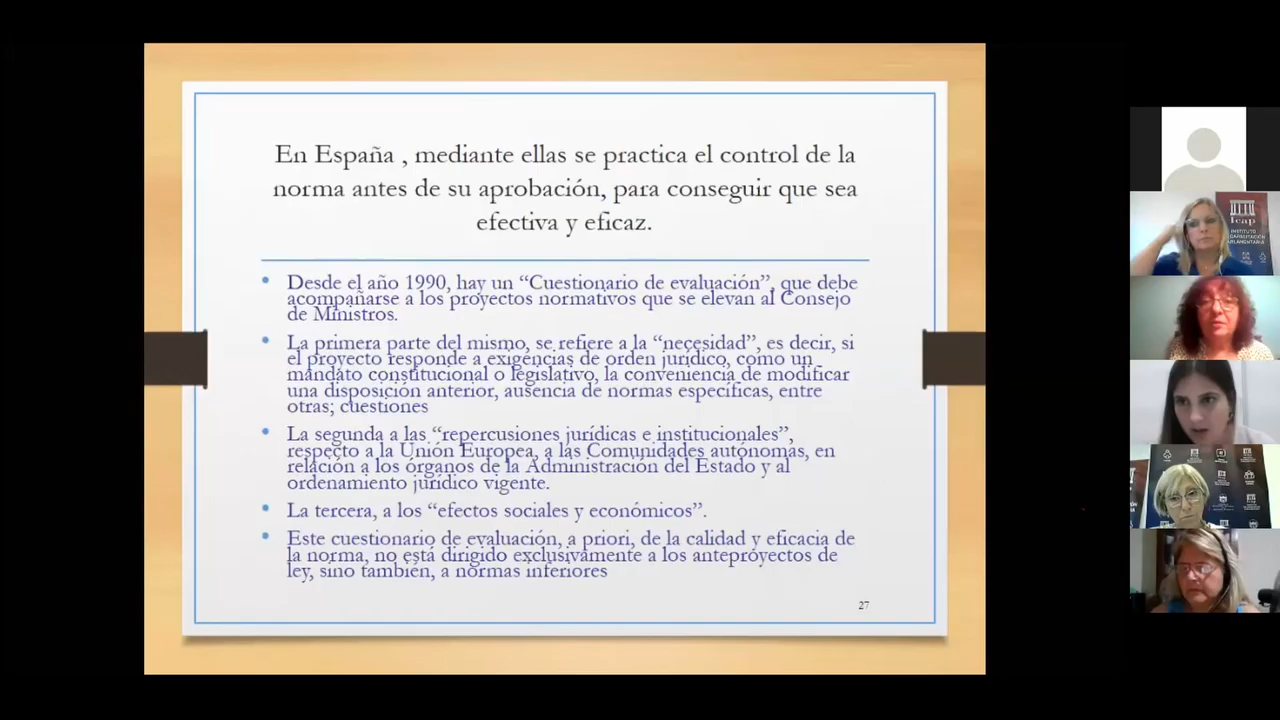 En España , mediante ellas se practica el control de la
norma antes de su aprobación, para conseguir que sea
efectiva y eficaz.
• Desde el año 1990, hay un “Cuestionario de evaluación”, que debe
acompañarse a los proyectos normativos que se elevan al Consejo
de Ministros.
• La primera parte del mismo, se refiere a la “necesidad”, es decir, si
el proyecto responde a exigencias de orden jurídico, como un
mandato constitucional o legislativo, la conveniencia de modificar
una disposición anterior, ausencia de normas específicas, entre
otras; cuestiones
• La segunda a las “repercusiones jurídicas e institucionales”,
respecto a la Unión Europea, a las Comunidades autónomas, en
relación a los órganos de la Administración del Estado y al
ordenamiento jurídico vigente.
• La tercera, a los “efectos sociales y económicos”.
• Este cuestionario de evaluación, a priori, de la calidad y eficacia de
la norma, no está dirigido exclusivamente a los anteproyectos de
ley, sino también, a normas inferiores
27
Icap
INSTITUTO